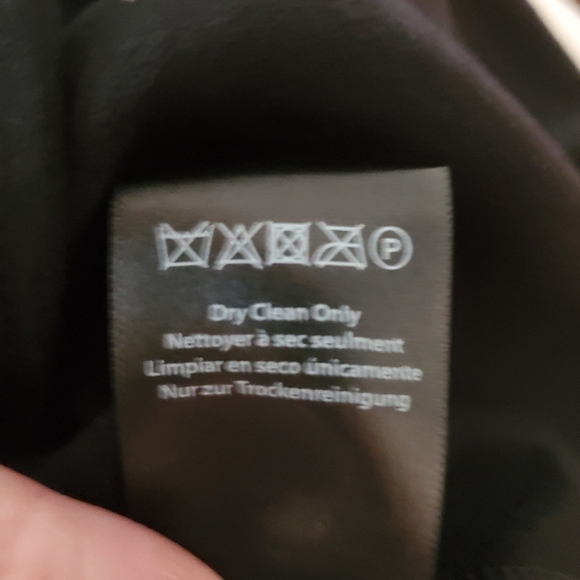 P
Dry Clean Only
Nettoyer à sec seulment
Limpiar en seco únicamente
Nur zur Trockenreinigung